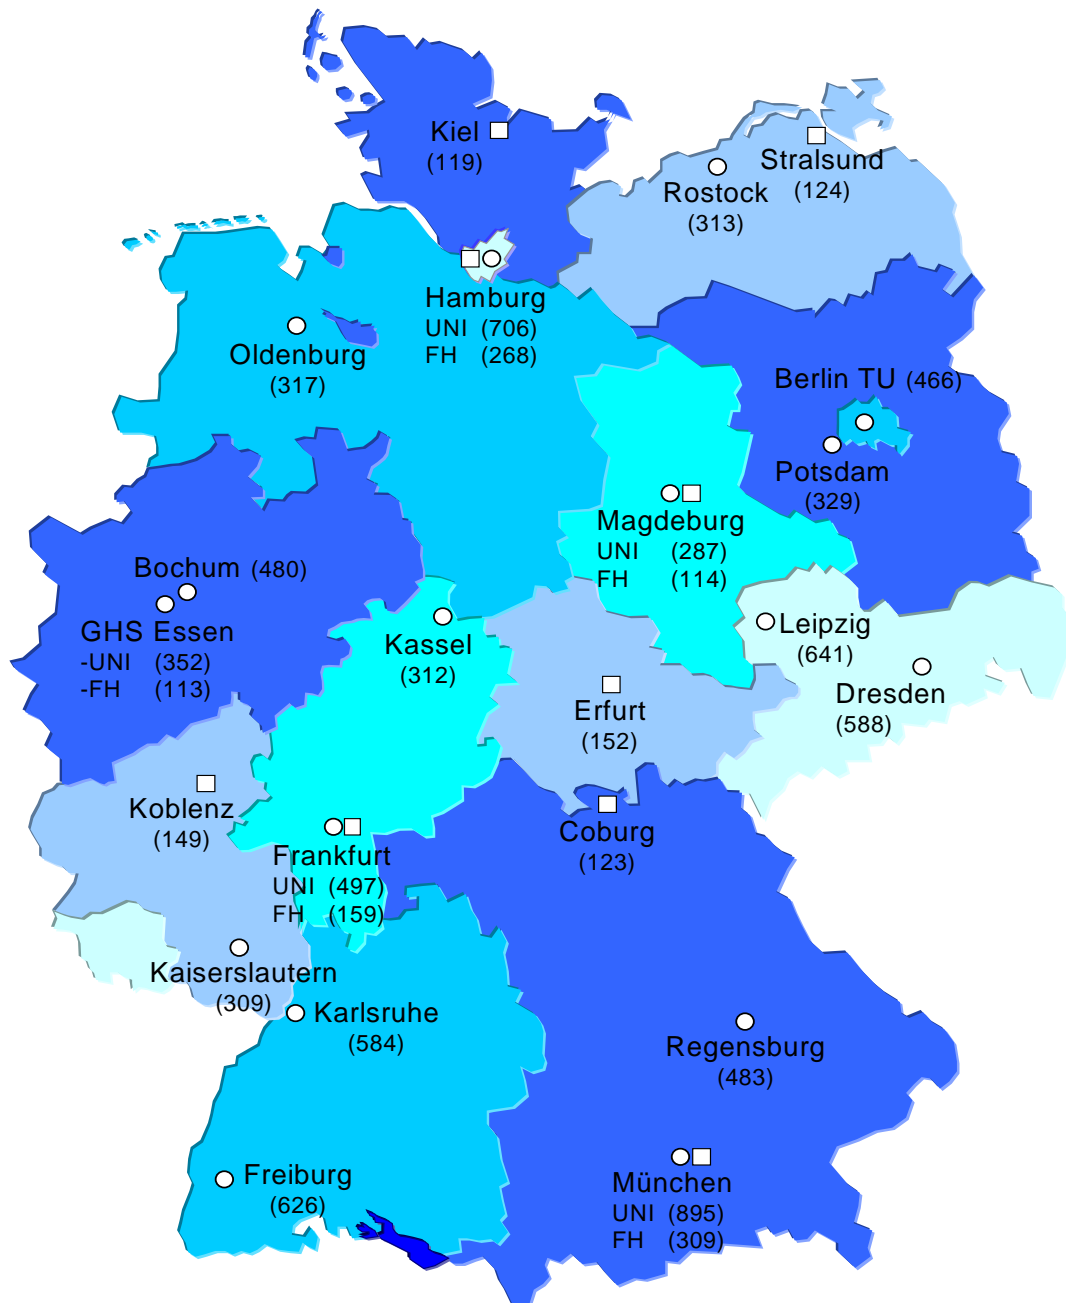 Kiel
(119)
Stralsund
(124)
Rostock
(313)
Hamburg
UNI (706)
FH (268)
Oldenburg
(317)
Berlin TU (466)
Potsdam
(329)
Magdeburg
UNI (287)
FH (114)
Bochum (480)
GHS Essen
-UNI (352)
-FH (113)
Kassel
(312)
Leipzig
(641)
Dresden
(588)
Erfurt
(152)
Koblenz
(149)
Coburg
(123)
Frankfurt
UNI (497)
FH (159)
Kaiserslautern
(309)
Karlsruhe
(584)
Regensburg
(483)
Freiburg
(626)
München
UNI (895)
FH (309)